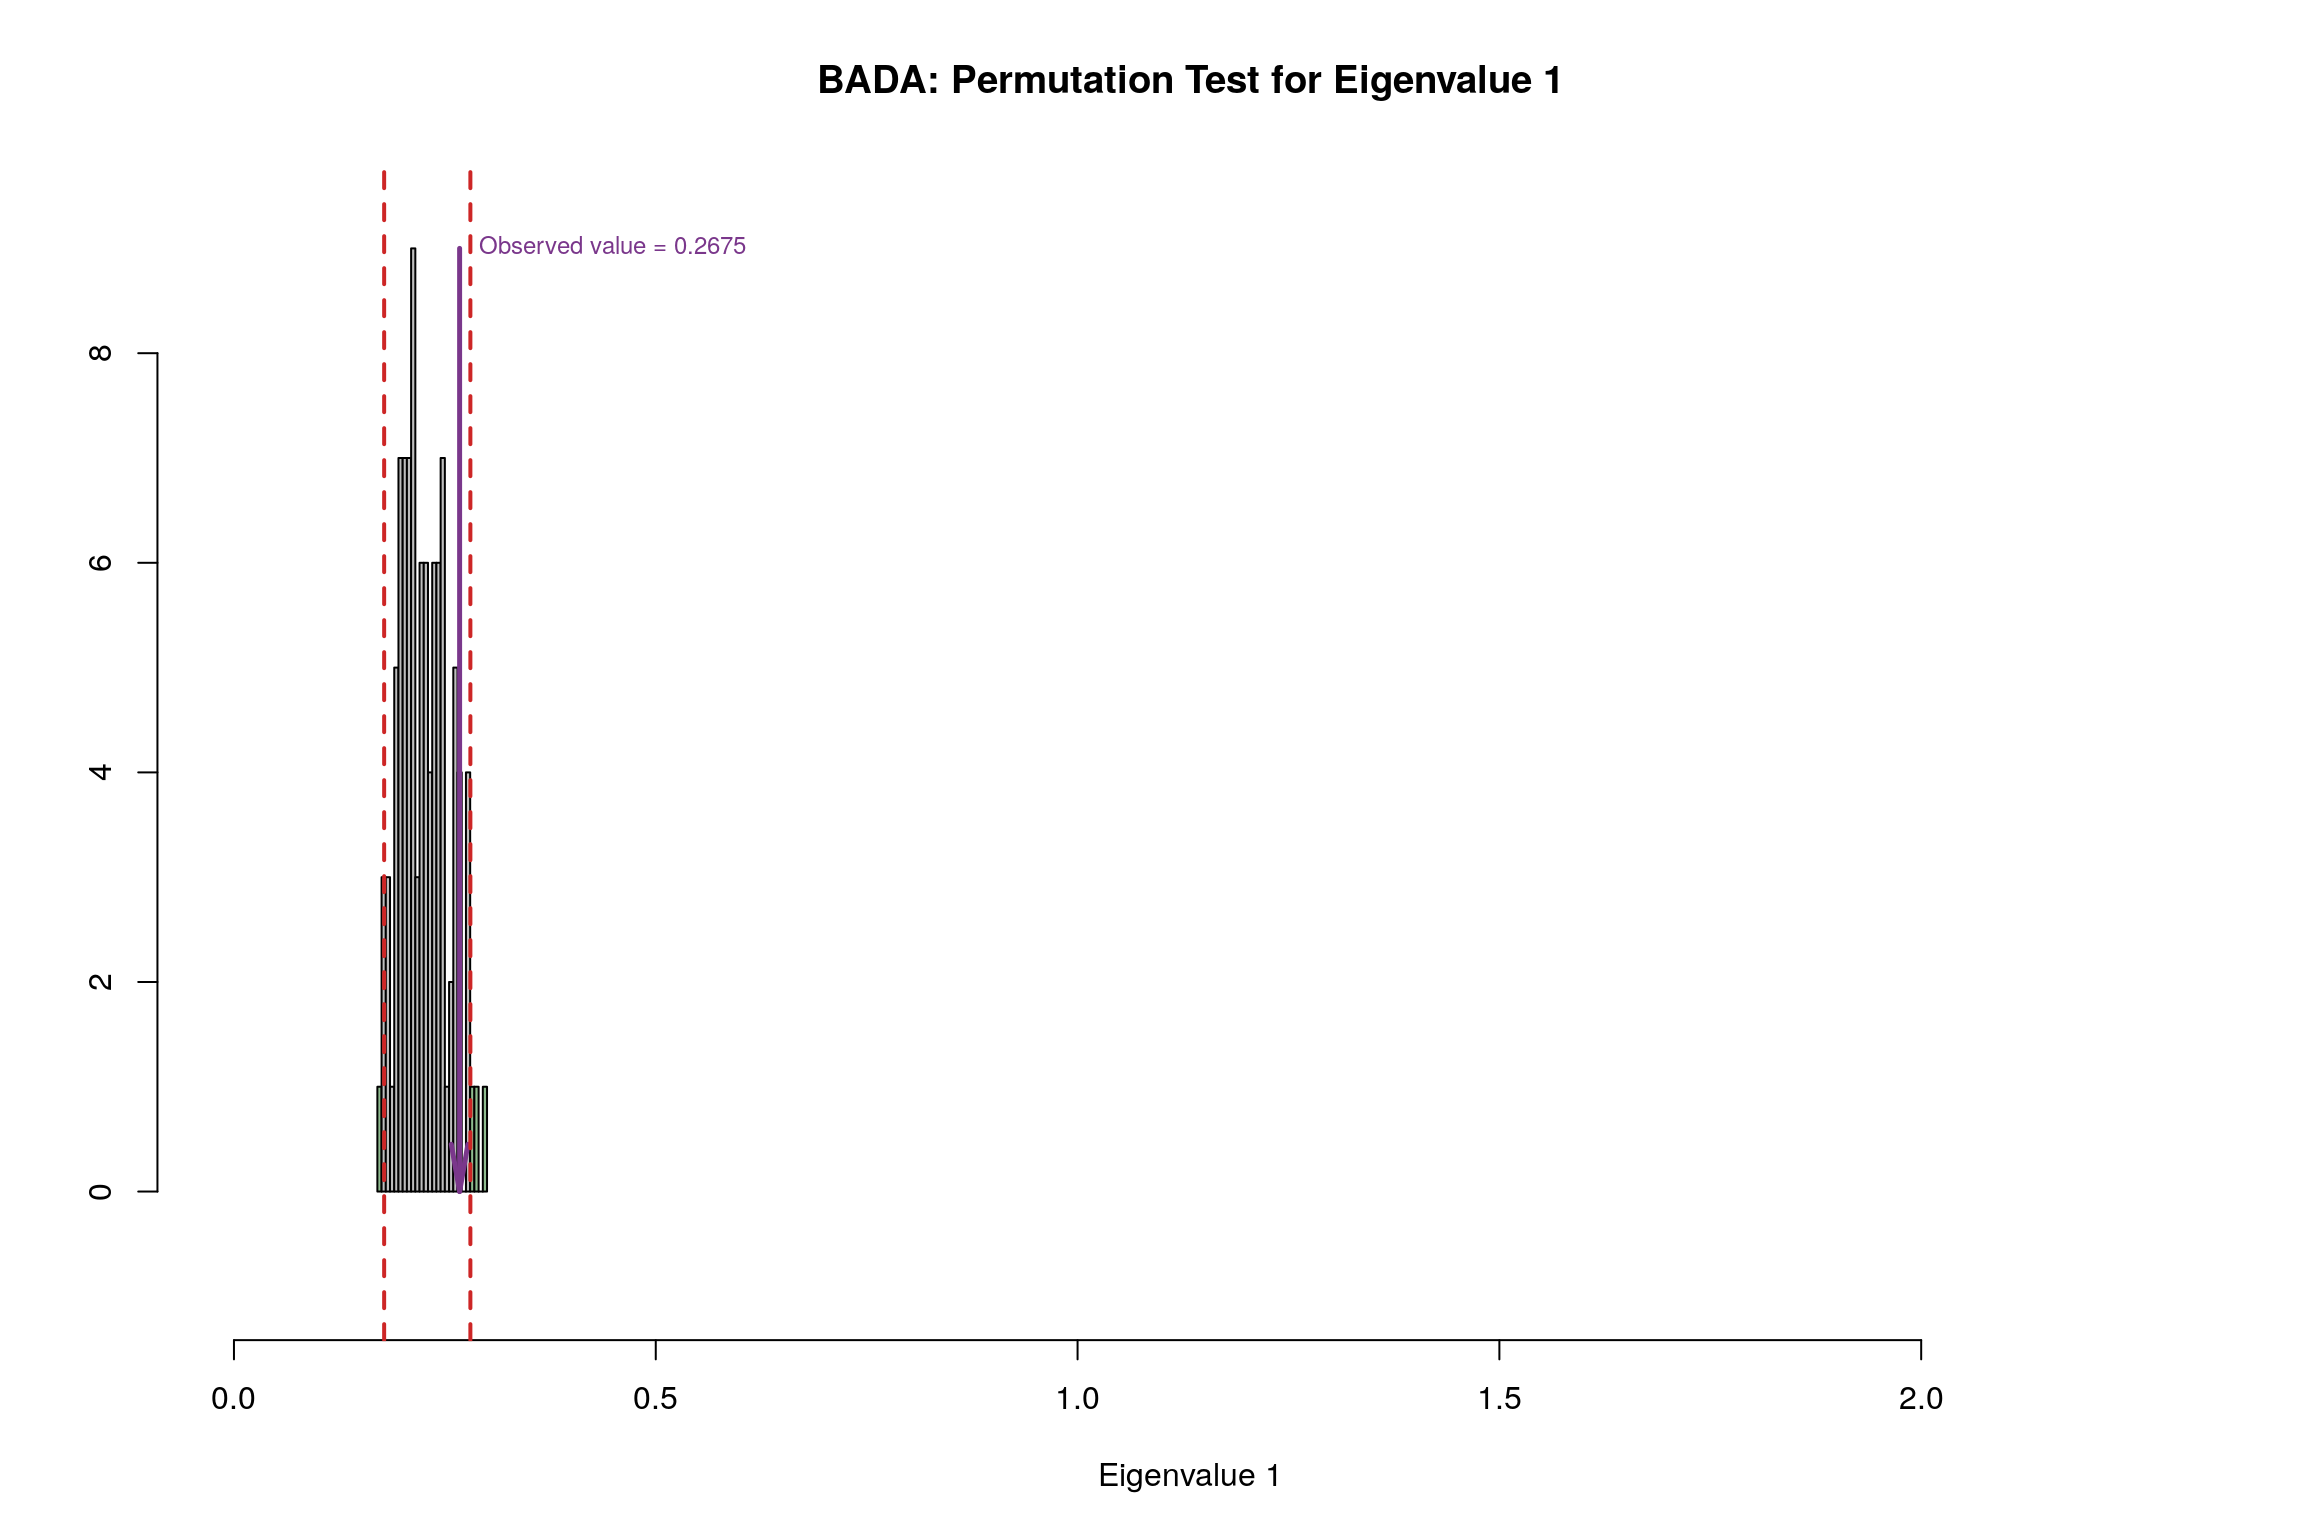 BADA: Permutation Test for Eigenvalue 1
Observed value = 0.2675
8
6
4
2
0
0.0 0.5 1.0 1.5 2.0
Eigenvalue 1